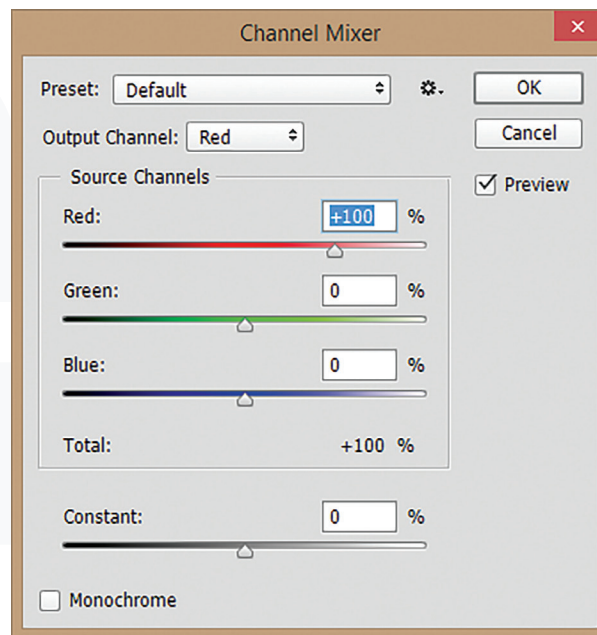 Channel Mixer
Preset: Default
OK
Output Channel: Red
Cancel
Source Channels
Preview
Red: +100 %
Green: 0 %
Blue: 0 %
Total: +100 %
Constant: 0 %
Monochrome